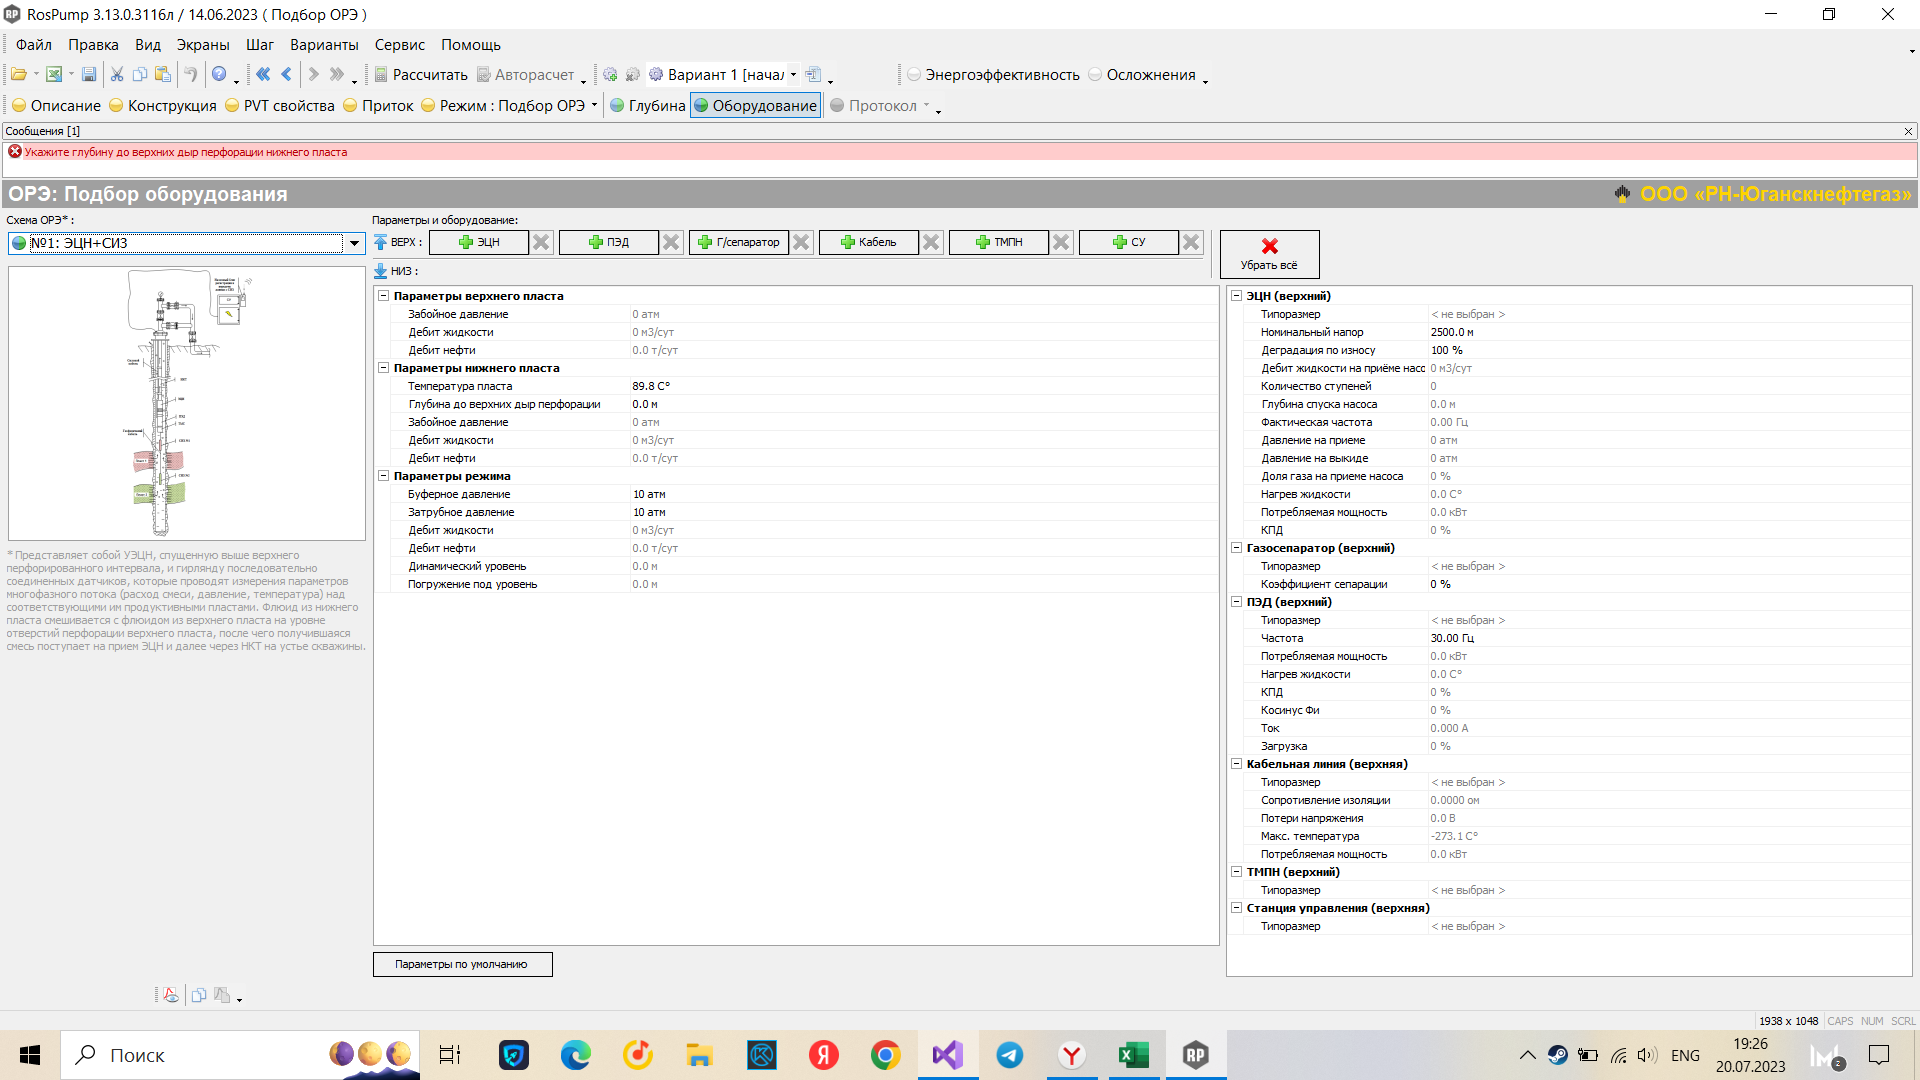 RosPump 3.13.0.3116л / 14.06.2023 ( Подбор ОРЭ )
Файл Правка Вид Экраны Шаг Варианты Сервис Помощь
Рассчитать Авторасчет Вариант 1 [начал Энергоэффективность Осложнения
Описание Конструкция PVT свойства Приток Режим : Подбор ОРЭ Глубина Оборудование Протокол
Сообщения [1]
Укажите глубину до верхних дыр перфорации нижнего пласта
ОРЭ: Подбор оборудования ООО «РН-Юганскнефтегаз»
Схема ОРЭ* :
№1: ЭЦН+СИЗ
* Представляет собой УЭЦН, спущенную выше верхнего
перфорированного интервала, и гирлянду последовательно
соединенных датчиков, которые проводят измерения параметров
многофазного потока (расход смеси, давление, температура) над
соответствующими им продуктивными пластами. Флюид из нижнего
пласта смешивается с флюидом из верхнего пласта на уровне
отверстий перфорации верхнего пласта, после чего получившаяся
смесь поступает на прием ЭЦН и далее через НКТ на устье скважины.
Параметры и оборудование:
ВЕРХ : ЭЦН ПЭД Г/сепаратор Кабель ТМПН СУ
НИЗ :
Убрать всё
Параметры верхнего пласта
Забойное давление 0 атм
Дебит жидкости 0 м3/сут
Дебит нефти 0.0 т/сут
Параметры нижнего пласта
Температура пласта 89.8 C°
Глубина до верхних дыр перфорации 0.0 м
Забойное давление 0 атм
Дебит жидкости 0 м3/сут
Дебит нефти 0.0 т/сут
Параметры режима
Буферное давление 10 атм
Затрубное давление 10 атм
Дебит жидкости 0 м3/сут
Дебит нефти 0.0 т/сут
Динамический уровень 0.0 м
Погружение под уровень 0.0 м
Параметры по умолчанию
ЭЦН (верхний)
Типоразмер < не выбран >
Номинальный напор 2500.0 м
Деградация по износу 100 %
Дебит жидкости на приёме насо 0 м3/сут
Количество ступеней 0
Глубина спуска насоса 0.0 м
Фактическая частота 0.00 Гц
Давление на приеме 0 атм
Давление на выкиде 0 атм
Доля газа на приеме насоса 0 %
Нагрев жидкости 0.0 C°
Потребляемая мощность 0.0 кВт
КПД 0 %
Газосепаратор (верхний)
Типоразмер < не выбран >
Коэффициент сепарации 0 %
ПЭД (верхний)
Типоразмер < не выбран >
Частота 30.00 Гц
Потребляемая мощность 0.0 кВт
Нагрев жидкости 0.0 C°
КПД 0 %
Косинус Фи 0 %
Ток 0.000 А
Загрузка 0 %
Кабельная линия (верхняя)
Типоразмер < не выбран >
Сопротивление изоляции 0.0000 ом
Потери напряжения 0.0 В
Макс. температура -273.1 C°
Потребляемая мощность 0.0 кВт
ТМПН (верхний)
Типоразмер < не выбран >
Станция управления (верхняя)
Типоразмер < не выбран >
1938 x 1048 CAPS NUM SCRL
Поиск
ENG
19:26
20.07.2023